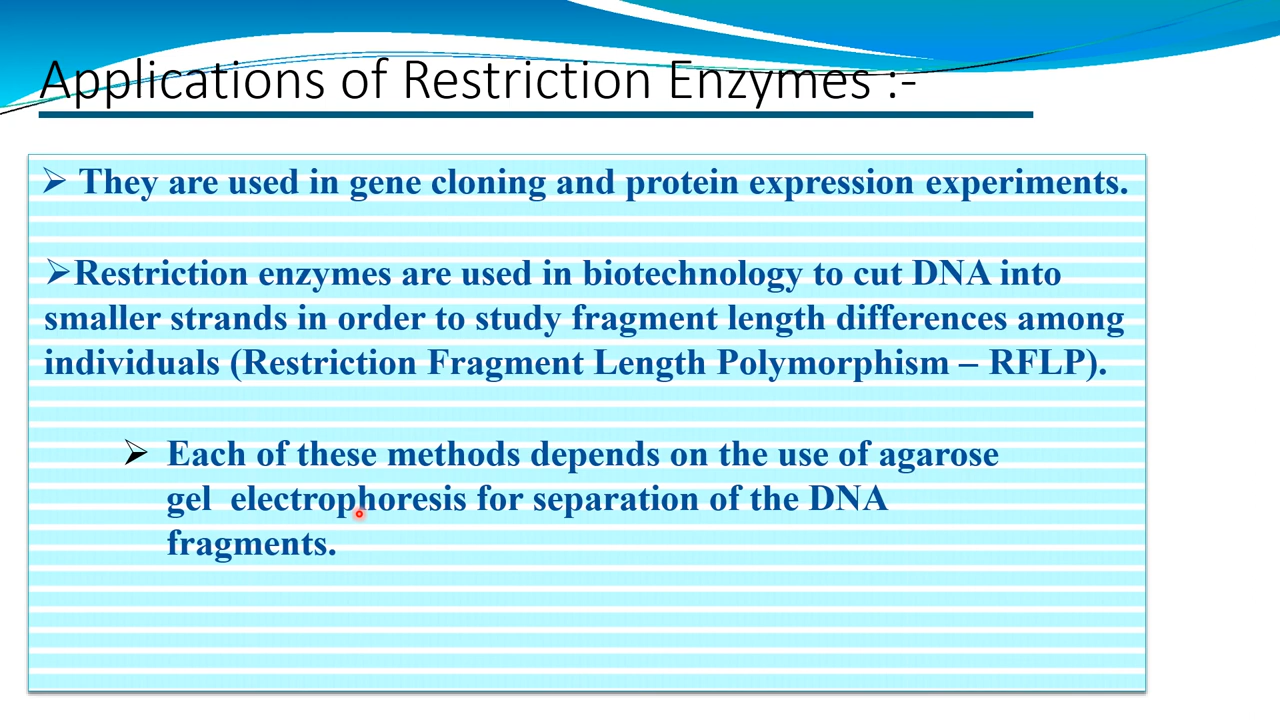 Applications of Restriction Enzymes :-
➢ They are used in gene cloning and protein expression experiments.
➢Restriction enzymes are used in biotechnology to cut DNA into
smaller strands in order to study fragment length differences among
individuals (Restriction Fragment Length Polymorphism – RFLP).
➢ Each of these methods depends on the use of agarose
gel  electrophoresis for separation of the DNA
fragments.